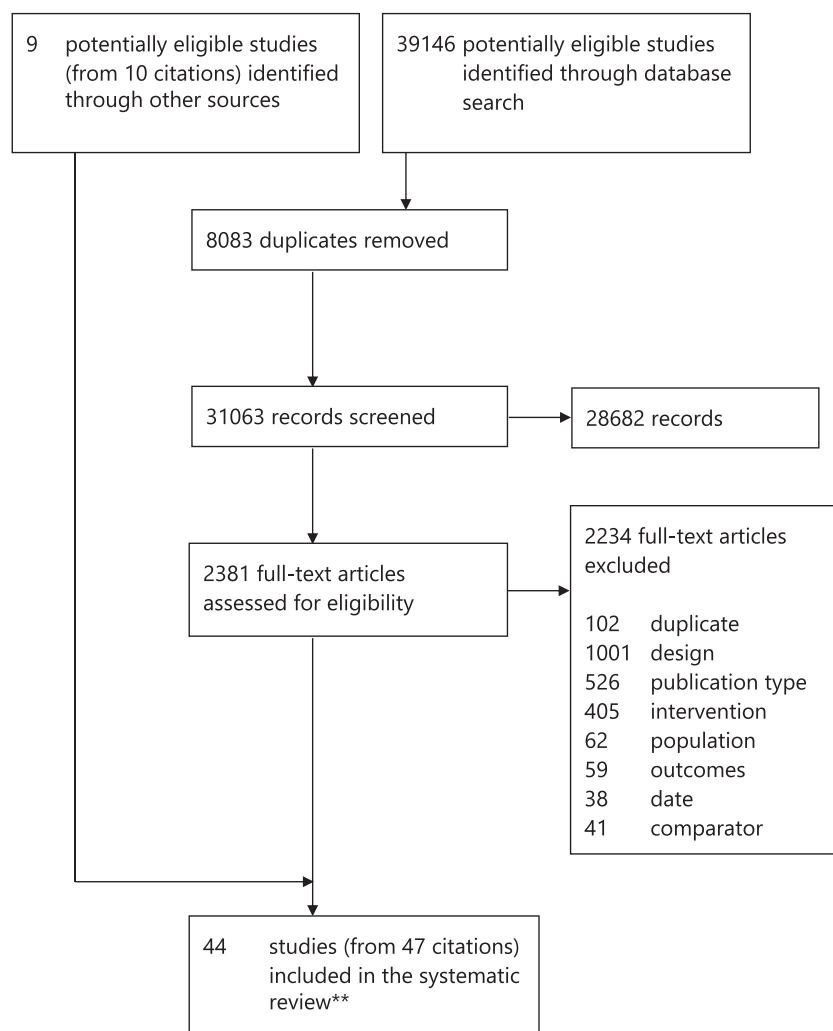 9 potentially eligible studies
(from 10 citations) identified
through other sources
39146 potentially eligible studies
identified through database
search
8083 duplicates removed
31063 records screened
28682 records
2381 full-text articles
assessed for eligibility
2234 full-text articles
excluded
102 duplicate
1001 design
526 publication type
405 intervention
62 population
59 outcomes
38 date
41 comparator
44 studies (from 47 citations)
included in the systematic
review**